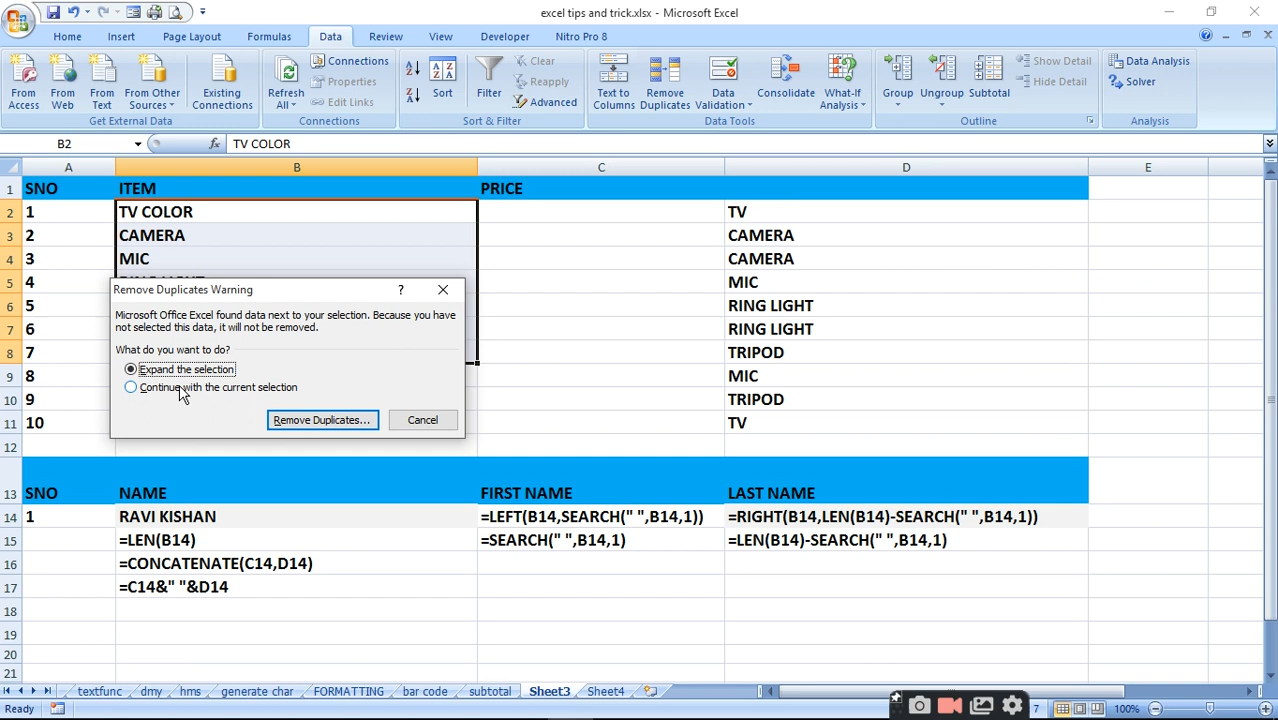 excel tips and trick.xlsx - Microsoft Excel
Home Insert Page Layout Formulas Data Review View Developer Nitro Pro 8
From Access
From Web
From Text
From Other Sources
Existing Connections
Get External Data
Refresh All
Connections
Properties
Edit Links
Connections
Sort
Filter
Clear
Reapply
Advanced
Sort & Filter
Text to Columns
Remove Duplicates
Data Validation
Consolidate
What-If Analysis
Data Tools
Group
Ungroup
Subtotal
Show Detail
Hide Detail
Outline
Data Analysis
Solver
Analysis
B2 fx TV COLOR
A B C D E
1 SNO ITEM PRICE
2 1 TV COLOR TV
3 2 CAMERA CAMERA
4 3 MIC CAMERA
5 4 MIC
6 5 RING LIGHT
7 6 RING LIGHT
8 7 TRIPOD
9 8 MIC
10 9 TRIPOD
11 10 TV
Remove Duplicates Warning ?
Microsoft Office Excel found data next to your selection. Because you have
not selected this data, it will not be removed.
What do you want to do?
Expand the selection
Continue with the current selection
Remove Duplicates... Cancel
12
13 SNO NAME FIRST NAME LAST NAME
14 1 RAVI KISHAN =LEFT(B14,SEARCH(" ",B14,1)) =RIGHT(B14,LEN(B14)-SEARCH(" ",B14,1))
15 =LEN(B14) =SEARCH(" ",B14,1) =LEN(B14)-SEARCH(" ",B14,1)
16 =CONCATENATE(C14,D14)
17 =C14&" "&D14
18
19
20
21
textfunc dmy hms generate char FORMATTING bar code subtotal Sheet3 Sheet4
Ready 7 100%